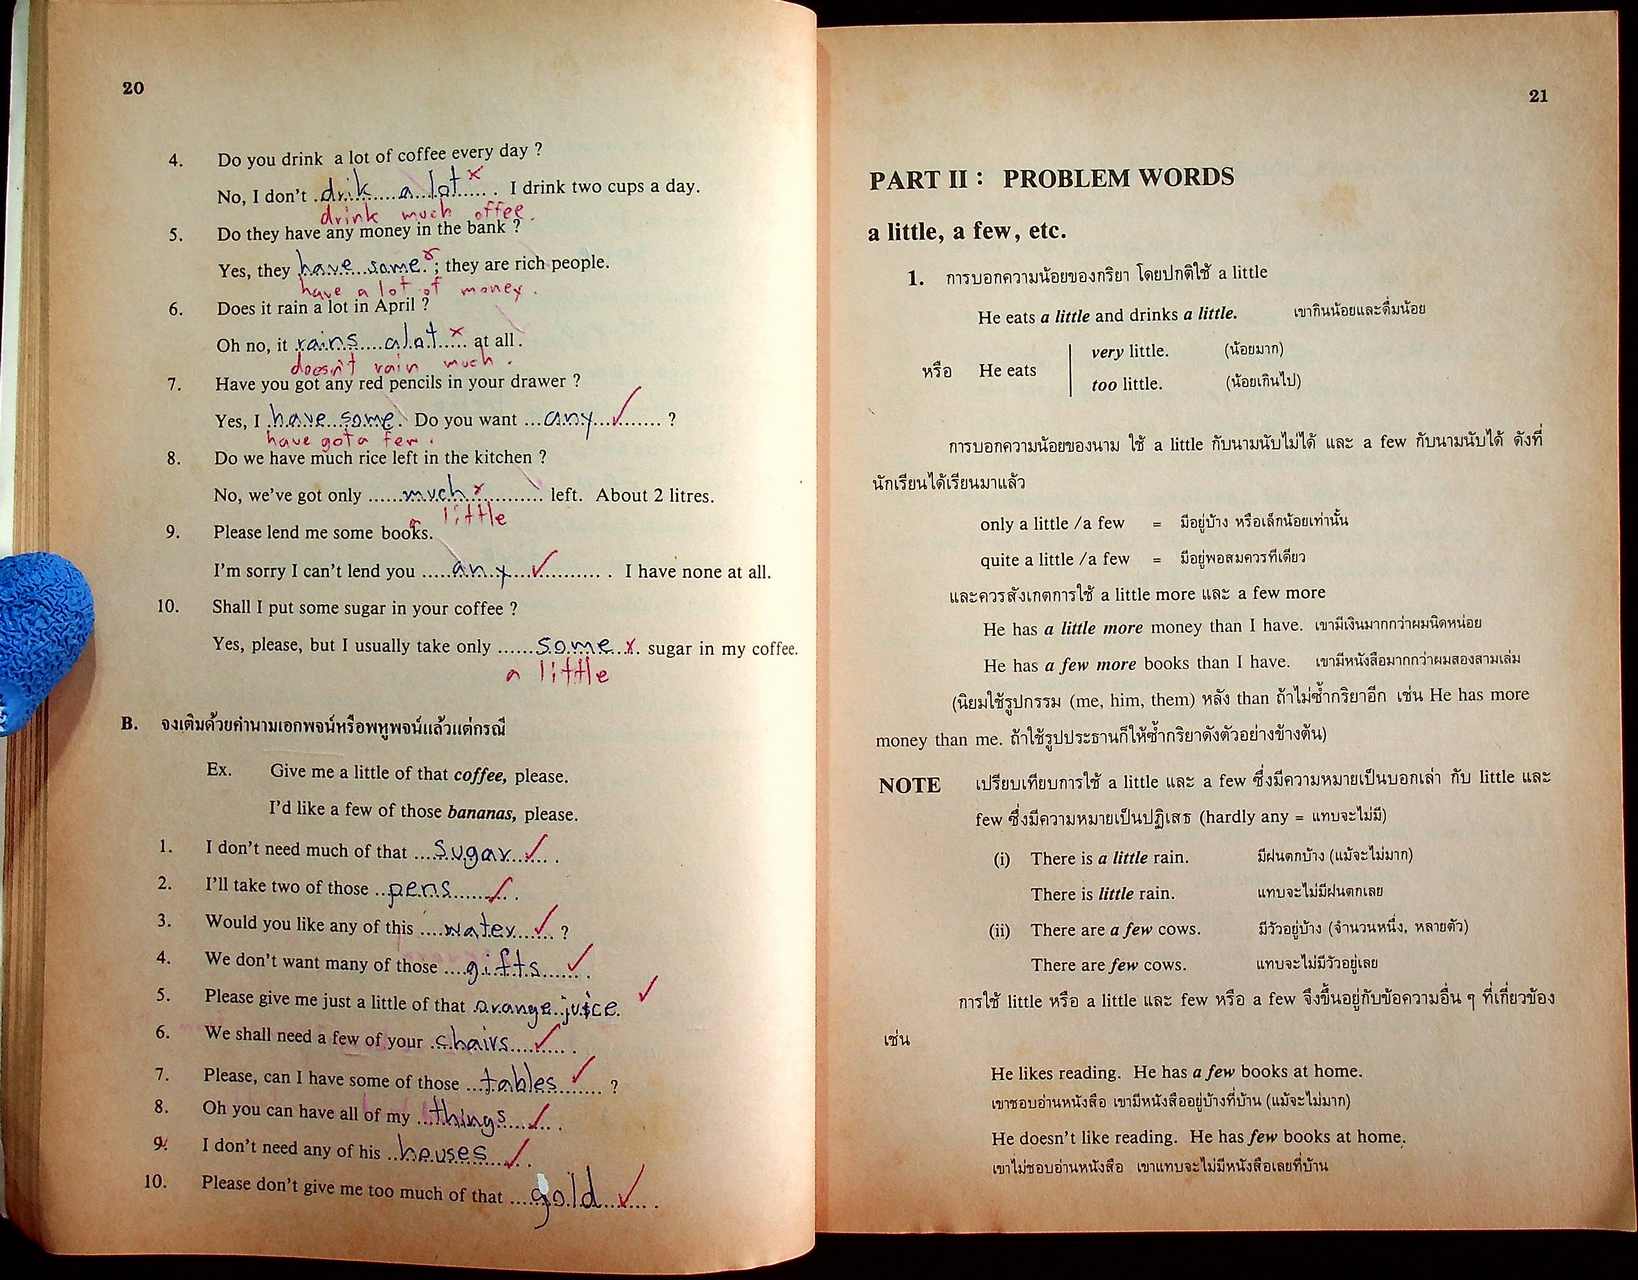 20
4. Do you drink a lot of coffee every day ?
No, I don't drik a lot x . I drink two cups a day.
drink much offee.
5. Do they have any money in the bank ?
Yes, they have some x ; they are rich people.
have a lot of money.
6. Does it rain a lot in April ?
Oh no, it rains alot x at all .
doesn't rain much.
7. Have you got any red pencils in your drawer ?
Yes, I have some. Do you want any ✓ ?
have got a few.
8. Do we have much rice left in the kitchen ?
No, we've got only much x left. About 2 litres.
a little
9. Please lend me some books.
I'm sorry I can't lend you any ✓ . I have none at all.
10. Shall I put some sugar in your coffee ?
Yes, please, but I usually take only some x sugar in my coffee.
a little
B. จงเติมด้วยคำนามเอกพจน์หรือพหูพจน์แล้วแต่กรณี
Ex. Give me a little of that coffee, please.
I'd like a few of those bananas, please.
1. I don't need much of that sugar ✓ .
2. I'll take two of those pens ✓ .
3. Would you like any of this water ✓ ?
4. We don't want many of those gifts ✓ .
5. Please give me just a little of that orange juice. ✓
6. We shall need a few of your chairs ✓ .
7. Please, can I have some of those tables ✓ ?
8. Oh you can have all of my things ✓ .
9. I don't need any of his houses ✓ .
10. Please don't give me too much of that gold ✓ .
21
PART II : PROBLEM WORDS
a little, a few, etc.
1. การบอกความน้อยของกริยา โดยปกติใช้ a little
He eats a little and drinks a little. เขากินน้อยและดื่มน้อย
very little. (น้อยมาก)
หรือ He eats
too little. (น้อยเกินไป)
การบอกความน้อยของนาม ใช้ a little กับนามนับไม่ได้ และ a few กับนามนับได้ ดังที่
นักเรียนได้เรียนมาแล้ว
only a little /a few = มีอยู่บ้าง หรือเล็กน้อยเท่านั้น
quite a little /a few = มีอยู่พอสมควรทีเดียว
และควรสังเกตการใช้ a little more และ a few more
He has a little more money than I have. เขามีเงินมากกว่าผมนิดหน่อย
He has a few more books than I have. เขามีหนังสือมากกว่าผมสองสามเล่ม
(นิยมใช้รูปกรรม (me, him, them) หลัง than ถ้าไม่ซ้ำกริยาอีก เช่น He has more
money than me. ถ้าใช้รูปประธานก็ให้ซ้ำกริยาดังตัวอย่างข้างต้น)
NOTE เปรียบเทียบการใช้ a little และ a few ซึ่งมีความหมายเป็นบอกเล่า กับ little และ
few ซึ่งมีความหมายเป็นปฏิเสธ (hardly any = แทบจะไม่มี)
(i) There is a little rain. มีฝนตกบ้าง (แม้จะไม่มาก)
There is little rain. แทบจะไม่มีฝนตกเลย
(ii) There are a few cows. มีวัวอยู่บ้าง (จำนวนหนึ่ง, หลายตัว)
There are few cows. แทบจะไม่มีวัวอยู่เลย
การใช้ little หรือ a little และ few หรือ a few จึงขึ้นอยู่กับข้อความอื่น ๆ ที่เกี่ยวข้อง
เช่น
He likes reading. He has a few books at home.
เขาชอบอ่านหนังสือ เขามีหนังสืออยู่บ้างที่บ้าน (แม้จะไม่มาก)
He doesn't like reading. He has few books at home.
เขาไม่ชอบอ่านหนังสือ เขาแทบจะไม่มีหนังสือเลยที่บ้าน